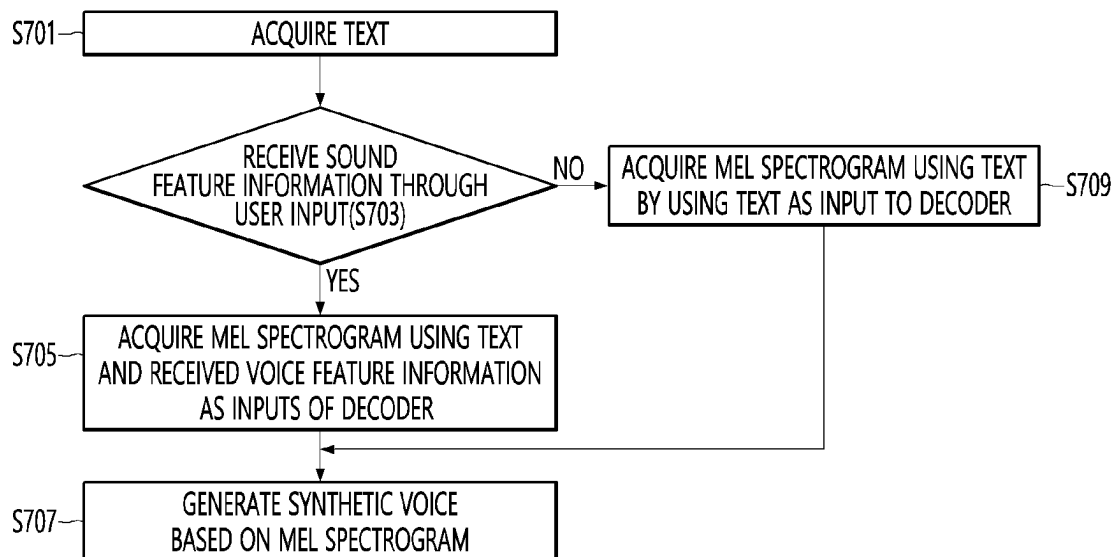 S701
ACQUIRE TEXT
RECEIVE SOUND
FEATURE INFORMATION THROUGH
USER INPUT(S703)
NO
ACQUIRE MEL SPECTROGRAM USING TEXT
BY USING TEXT AS INPUT TO DECODER
S709
YES
S705
ACQUIRE MEL SPECTROGRAM USING TEXT
AND RECEIVED VOICE FEATURE INFORMATION
AS INPUTS OF DECODER
S707
GENERATE SYNTHETIC VOICE
BASED ON MEL SPECTROGRAM